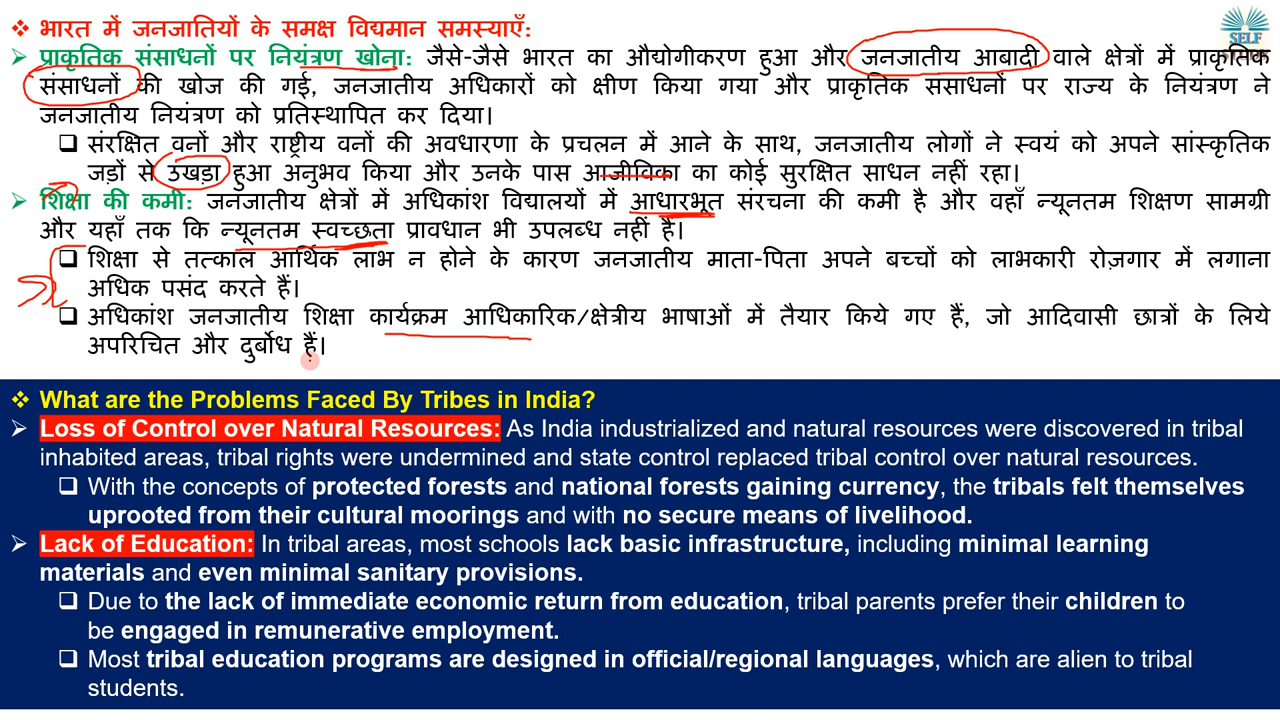 ❖ भारत में जनजातियों के समक्ष विद्यमान समस्याएँ:
SELF
➢ प्राकृतिक संसाधनों पर नियंत्रण खोना: जैसे-जैसे भारत का औद्योगीकरण हुआ और जनजातीय आबादी वाले क्षेत्रों में प्राकृतिक
संसाधनों की खोज की गई, जनजातीय अधिकारों को क्षीण किया गया और प्राकृतिक संसाधनों पर राज्य के नियंत्रण ने
जनजातीय नियंत्रण को प्रतिस्थापित कर दिया।
❑ संरक्षित वनों और राष्ट्रीय वनों की अवधारणा के प्रचलन में आने के साथ, जनजातीय लोगों ने स्वयं को अपने सांस्कृतिक
जड़ों से उखड़ा हुआ अनुभव किया और उनके पास आजीविका का कोई सुरक्षित साधन नहीं रहा।
➢ शिक्षा की कमी: जनजातीय क्षेत्रों में अधिकांश विद्यालयों में आधारभूत संरचना की कमी है और वहाँ न्यूनतम शिक्षण सामग्री
और यहाँ तक कि न्यूनतम स्वच्छता प्रावधान भी उपलब्ध नहीं हैं।
❑ शिक्षा से तत्काल आर्थिक लाभ न होने के कारण जनजातीय माता-पिता अपने बच्चों को लाभकारी रोज़गार में लगाना
अधिक पसंद करते हैं।
❑ अधिकांश जनजातीय शिक्षा कार्यक्रम आधिकारिक/क्षेत्रीय भाषाओं में तैयार किये गए हैं, जो आदिवासी छात्रों के लिये
अपरिचित और दुर्बोध हैं।
❖ What are the Problems Faced By Tribes in India?
➢ Loss of Control over Natural Resources: As India industrialized and natural resources were discovered in tribal
inhabited areas, tribal rights were undermined and state control replaced tribal control over natural resources.
❑ With the concepts of protected forests and national forests gaining currency, the tribals felt themselves
uprooted from their cultural moorings and with no secure means of livelihood.
➢ Lack of Education: In tribal areas, most schools lack basic infrastructure, including minimal learning
materials and even minimal sanitary provisions.
❑ Due to the lack of immediate economic return from education, tribal parents prefer their children to
be engaged in remunerative employment.
❑ Most tribal education programs are designed in official/regional languages, which are alien to tribal
students.